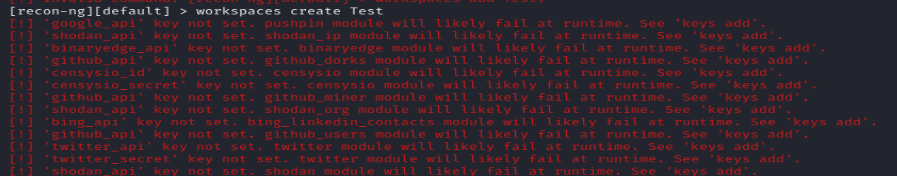 [recon-ng][default] > workspaces create Test
[!] 'google_api' key not set. pushpin module will likely fail at runtime. See 'keys add'.
[!] 'shodan_api' key not set. shodan_ip module will likely fail at runtime. See 'keys add'.
[!] 'binaryedge_api' key not set. binaryedge module will likely fail at runtime. See 'keys add'.
[!] 'github_api' key not set. github_dorks module will likely fail at runtime. See 'keys add'.
[!] 'censysio_id' key not set. censysio module will likely fail at runtime. See 'keys add'.
[!] 'censysio_secret' key not set. censysio module will likely fail at runtime. See 'keys add'.
[!] 'github_api' key not set. github_miner module will likely fail at runtime. See 'keys add'.
[!] 'shodan_api' key not set. shodan_org module will likely fail at runtime. See 'keys add'.
[!] 'bing_api' key not set. bing_linkedin_contacts module will likely fail at runtime. See 'keys add'.
[!] 'github_api' key not set. github_users module will likely fail at runtime. See 'keys add'.
[!] 'twitter_api' key not set. twitter module will likely fail at runtime. See 'keys add'.
[!] 'twitter_secret' key not set. twitter module will likely fail at runtime. See 'keys add'.
[!] 'shodan_api' key not set. shodan module will likely fail at runtime. See 'keys add'.